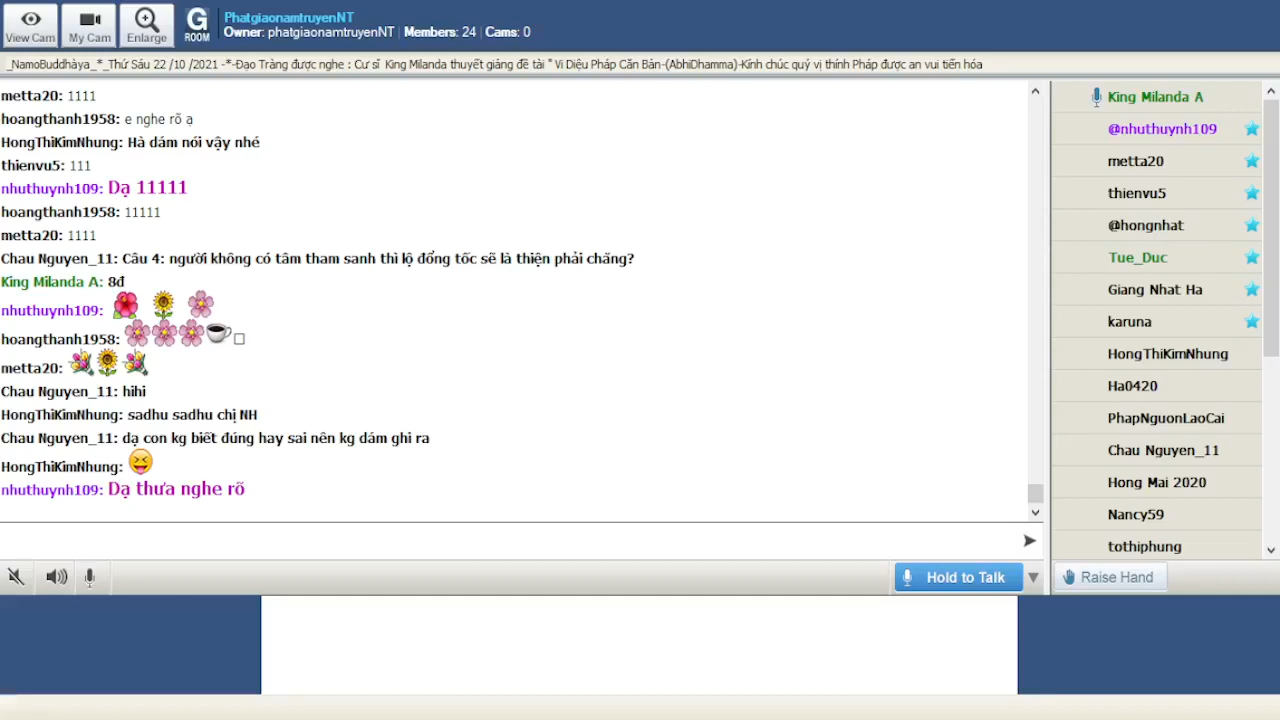 View Cam
My Cam
Enlarge
G
ROOM
PhatgiaonamtruyenNT
Owner: phatgiaonamtruyenNT | Members: 24 | Cams: 0
_NamoBuddhàya_*_Thứ Sáu 22 /10 /2021 -*-Đạo Tràng được nghe : Cư sĩ King Milanda thuyết giảng đề tài " Vi Diệu Pháp Căn Bản-(AbhiDhamma)-Kính chúc quý vị thính Pháp được an vui tiến hóa
metta20: 1111
hoangthanh1958: e nghe rõ ạ
HongThiKimNhung: Hà dám nói vậy nhé
thienvu5: 111
nhuthuynh109: Dạ 11111
hoangthanh1958: 11111
metta20: 1111
Chau Nguyen_11: Câu 4: người không có tâm tham sanh thì lộ đổng tốc sẽ là thiện phải chăng?
King Milanda A: 8đ
nhuthuynh109:
hoangthanh1958:
metta20:
Chau Nguyen_11: hihi
HongThiKimNhung: sadhu sadhu chị NH
Chau Nguyen_11: dạ con kg biết đúng hay sai nên kg dám ghi ra
HongThiKimNhung:
nhuthuynh109: Dạ thưa nghe rõ
Hold to Talk
King Milanda A
@nhuthuynh109
metta20
thienvu5
@hongnhat
Tue_Duc
Giang Nhat Ha
karuna
HongThiKimNhung
Ha0420
PhapNguonLaoCai
Chau Nguyen_11
Hong Mai 2020
Nancy59
tothiphung
Raise Hand